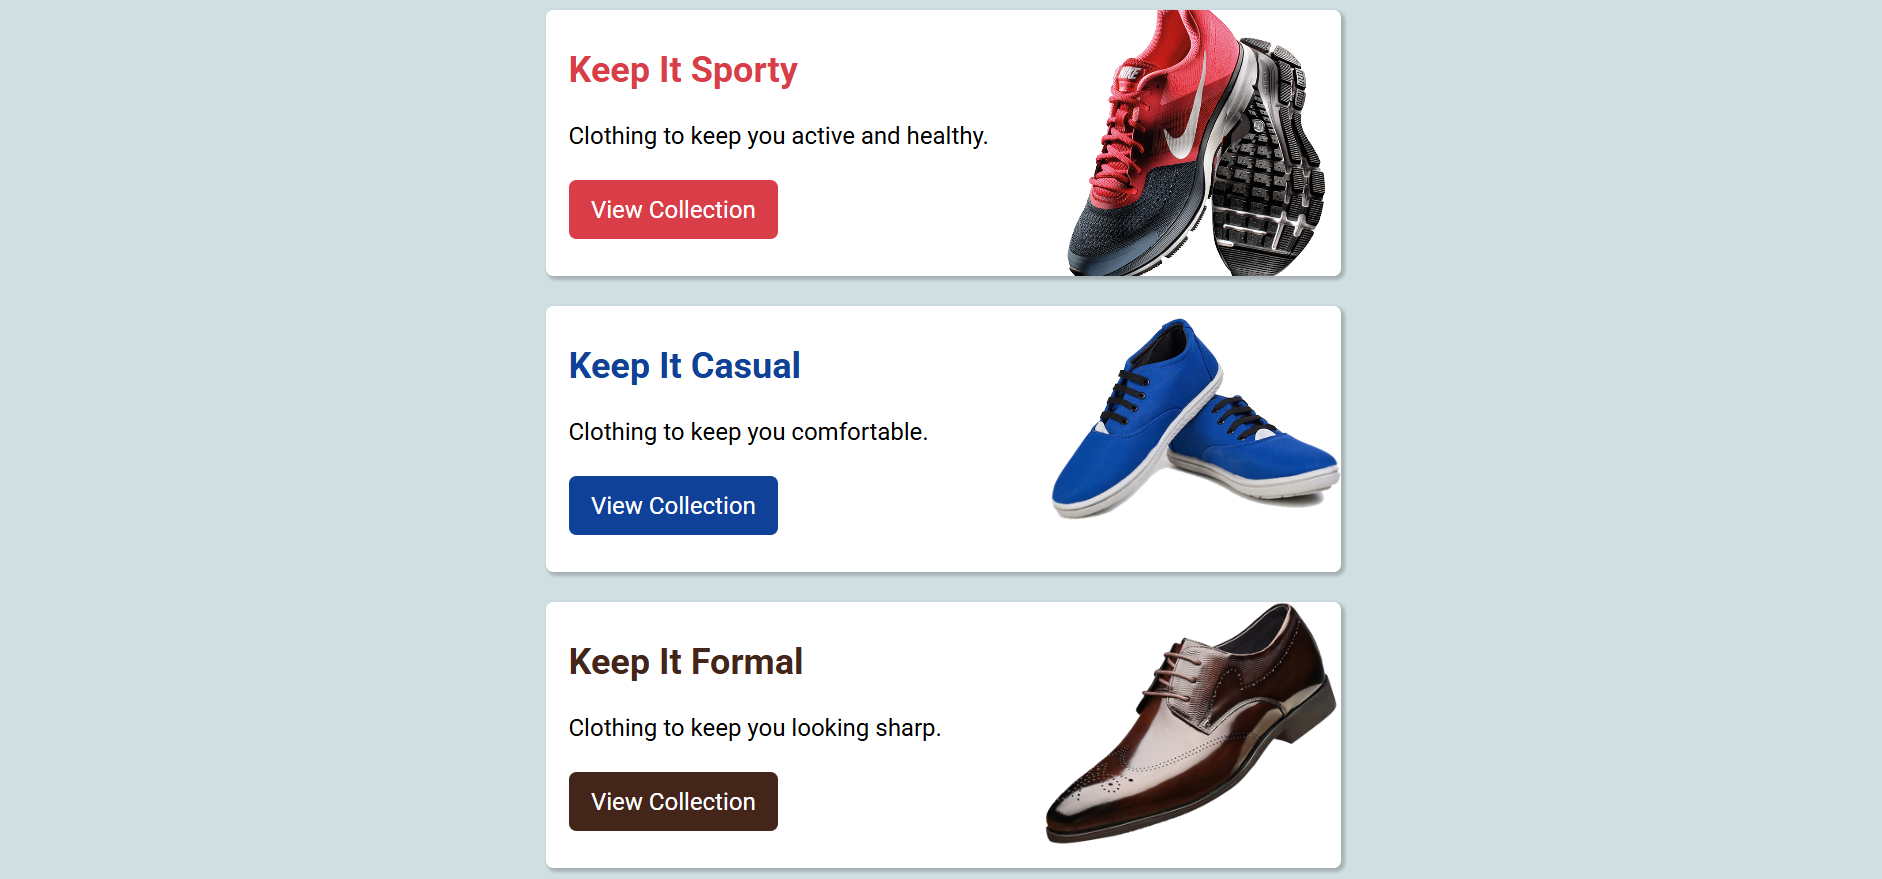 Keep It Sporty
Clothing to keep you active and healthy.
View Collection
NIKE
Keep It Casual
Clothing to keep you comfortable.
View Collection
Keep It Formal
Clothing to keep you looking sharp.
View Collection